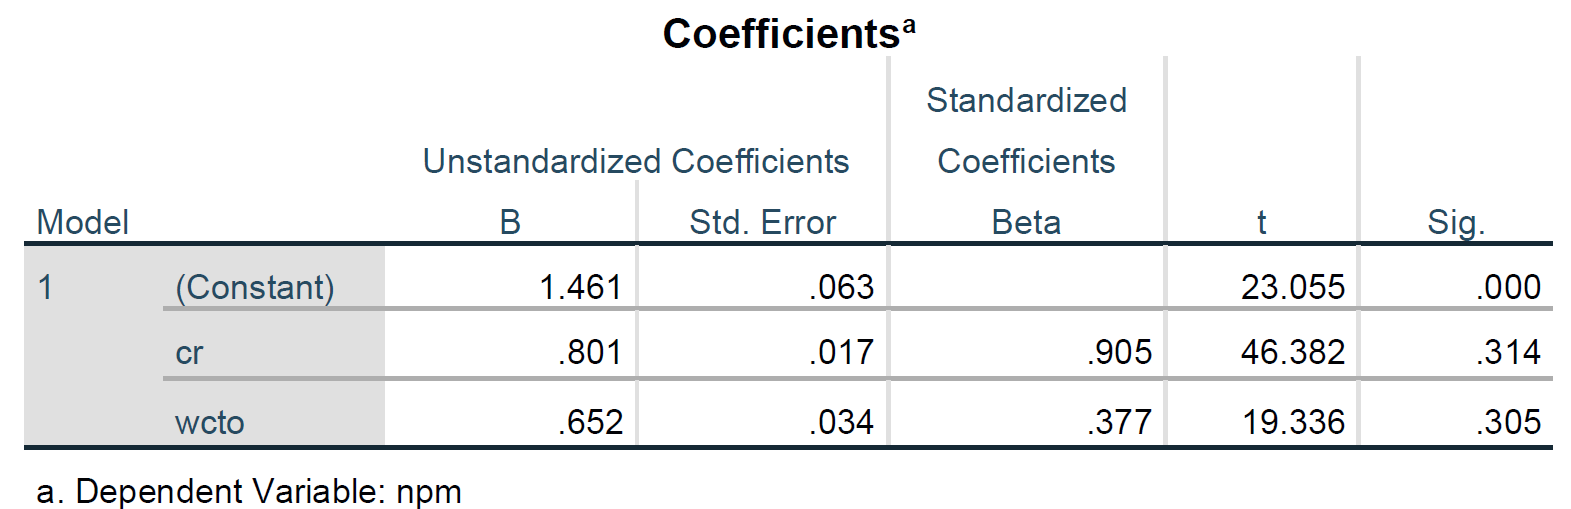 Coefficientsᵃ
Standardized
Unstandardized Coefficients Coefficients
Model B Std. Error Beta t Sig.
1 (Constant) 1.461 .063 23.055 .000
cr .801 .017 .905 46.382 .314
wcto .652 .034 .377 19.336 .305
a. Dependent Variable: npm